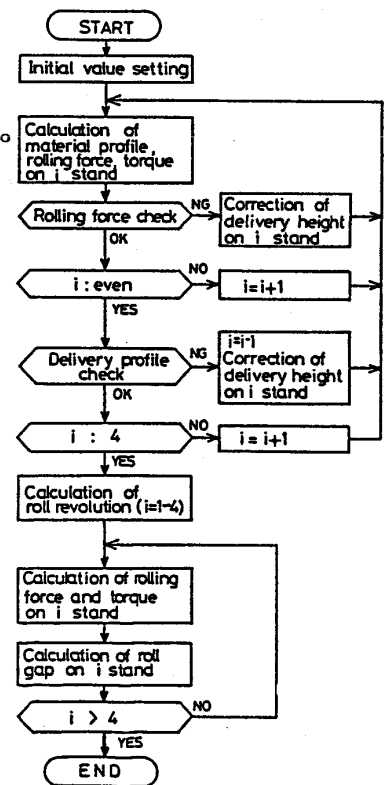 START
Initial value setting
Calculation of
material profile,
rolling force, torque
on i stand
Rolling force check
NG
Correction of
delivery height
on i stand
OK
i : even
NO
i = i+1
YES
Delivery profile
check
NG
i=i-1
Correction of
delivery height
on i stand
OK
i : 4
NO
i = i+1
YES
Calculation of
roll revolution (i=1-4)
Calculation of rolling
force and torque
on i stand
Calculation of roll
gap on i stand
i > 4
NO
YES
END